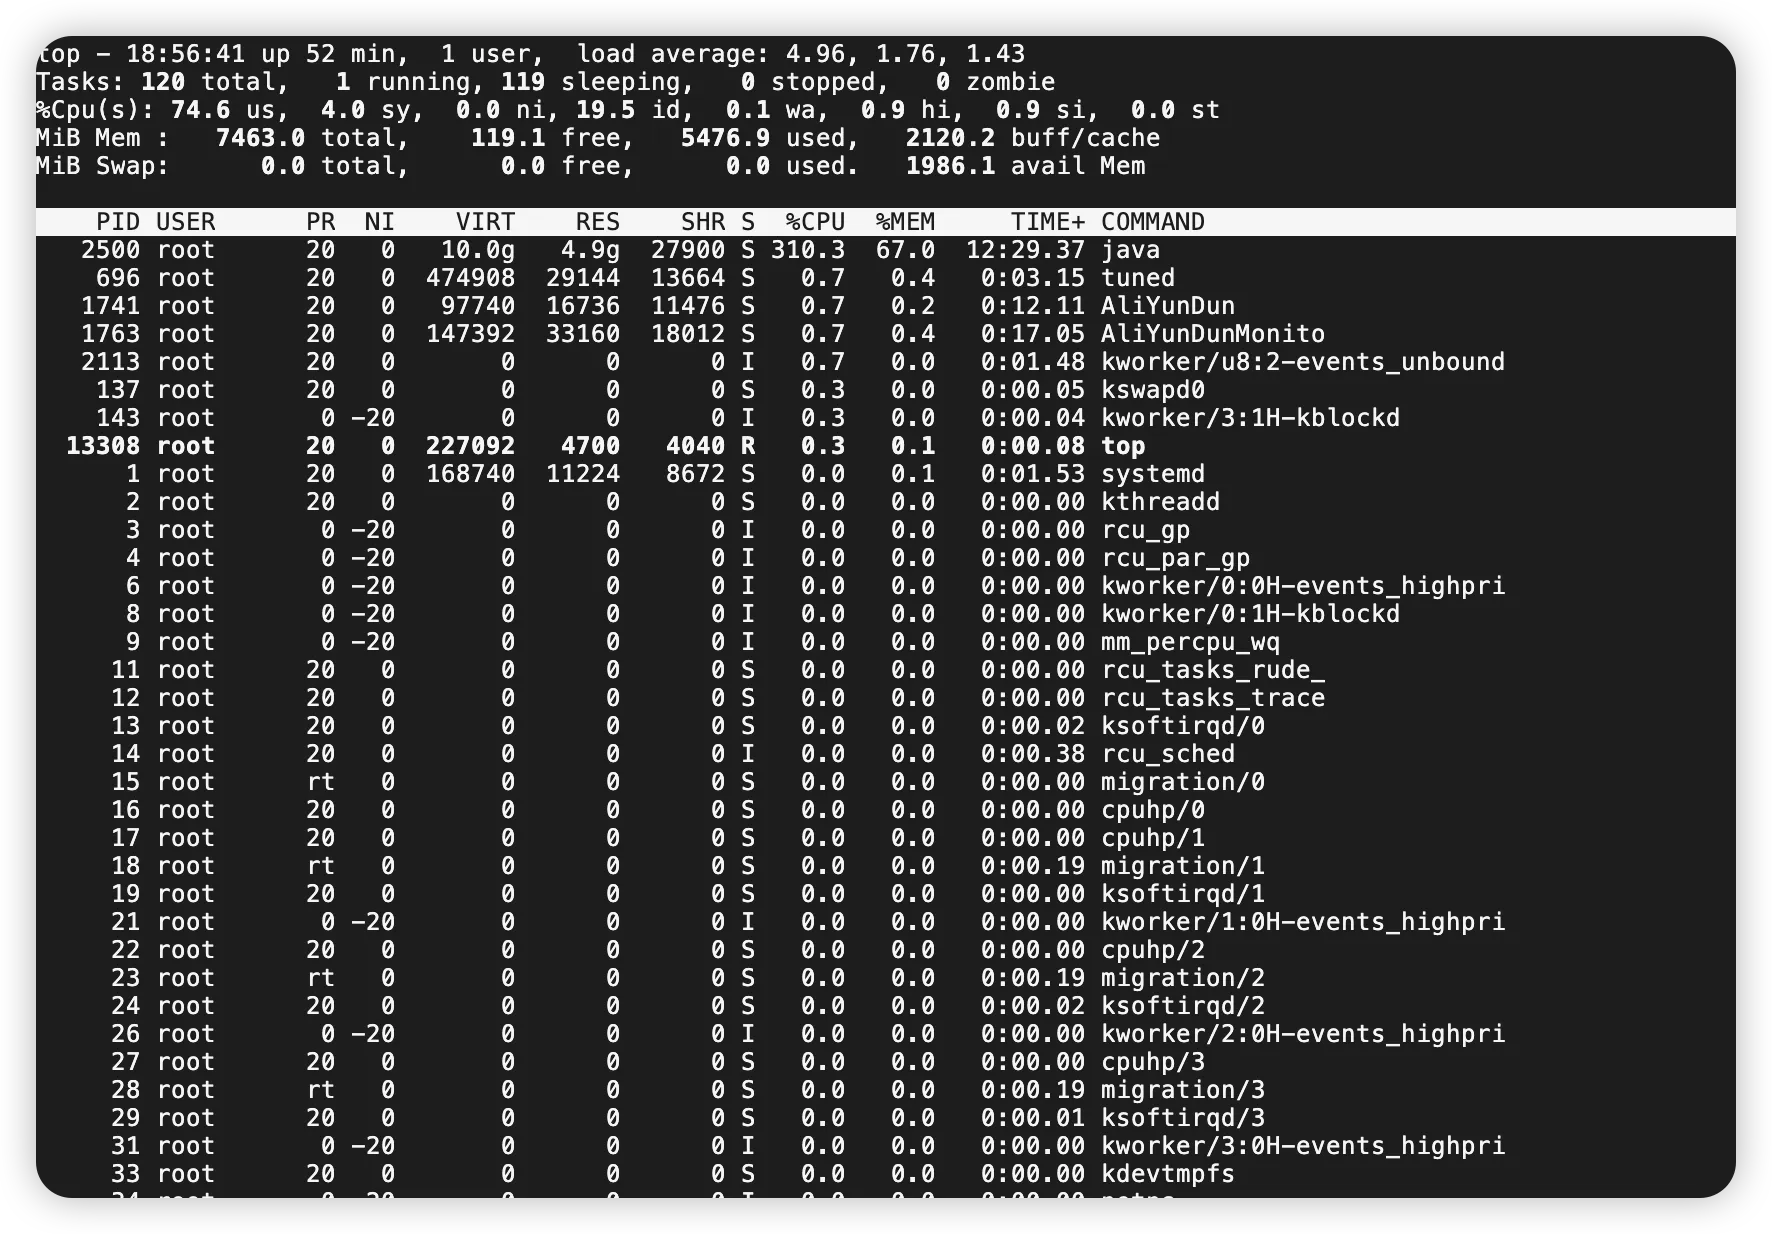 top - 18:56:41 up 52 min,  1 user,  load average: 4.96, 1.76, 1.43
Tasks: 120 total,   1 running, 119 sleeping,   0 stopped,   0 zombie
%Cpu(s): 74.6 us,  4.0 sy,  0.0 ni, 19.5 id,  0.1 wa,  0.9 hi,  0.9 si,  0.0 st
MiB Mem :   7463.0 total,    119.1 free,   5476.9 used,   2120.2 buff/cache
MiB Swap:      0.0 total,      0.0 free,      0.0 used.   1986.1 avail Mem
PID USER      PR  NI    VIRT    RES    SHR S  %CPU  %MEM     TIME+ COMMAND
2500 root      20   0   10.0g   4.9g  27900 S 310.3  67.0  12:29.37 java
696 root      20   0  474908  29144  13664 S   0.7   0.4   0:03.15 tuned
1741 root      20   0   97740  16736  11476 S   0.7   0.2   0:12.11 AliYunDun
1763 root      20   0  147392  33160  18012 S   0.7   0.4   0:17.05 AliYunDunMonito
2113 root      20   0       0      0      0 I   0.7   0.0   0:01.48 kworker/u8:2-events_unbound
137 root      20   0       0      0      0 S   0.3   0.0   0:00.05 kswapd0
143 root       0 -20       0      0      0 I   0.3   0.0   0:00.04 kworker/3:1H-kblockd
13308 root      20   0  227092   4700   4040 R   0.3   0.1   0:00.08 top
1 root      20   0  168740  11224   8672 S   0.0   0.1   0:01.53 systemd
2 root      20   0       0      0      0 S   0.0   0.0   0:00.00 kthreadd
3 root       0 -20       0      0      0 I   0.0   0.0   0:00.00 rcu_gp
4 root       0 -20       0      0      0 I   0.0   0.0   0:00.00 rcu_par_gp
6 root       0 -20       0      0      0 I   0.0   0.0   0:00.00 kworker/0:0H-events_highpri
8 root       0 -20       0      0      0 I   0.0   0.0   0:00.00 kworker/0:1H-kblockd
9 root       0 -20       0      0      0 I   0.0   0.0   0:00.00 mm_percpu_wq
11 root      20   0       0      0      0 S   0.0   0.0   0:00.00 rcu_tasks_rude_
12 root      20   0       0      0      0 S   0.0   0.0   0:00.00 rcu_tasks_trace
13 root      20   0       0      0      0 S   0.0   0.0   0:00.02 ksoftirqd/0
14 root      20   0       0      0      0 I   0.0   0.0   0:00.38 rcu_sched
15 root      rt   0       0      0      0 S   0.0   0.0   0:00.00 migration/0
16 root      20   0       0      0      0 S   0.0   0.0   0:00.00 cpuhp/0
17 root      20   0       0      0      0 S   0.0   0.0   0:00.00 cpuhp/1
18 root      rt   0       0      0      0 S   0.0   0.0   0:00.19 migration/1
19 root      20   0       0      0      0 S   0.0   0.0   0:00.00 ksoftirqd/1
21 root       0 -20       0      0      0 I   0.0   0.0   0:00.00 kworker/1:0H-events_highpri
22 root      20   0       0      0      0 S   0.0   0.0   0:00.00 cpuhp/2
23 root      rt   0       0      0      0 S   0.0   0.0   0:00.19 migration/2
24 root      20   0       0      0      0 S   0.0   0.0   0:00.02 ksoftirqd/2
26 root       0 -20       0      0      0 I   0.0   0.0   0:00.00 kworker/2:0H-events_highpri
27 root      20   0       0      0      0 S   0.0   0.0   0:00.00 cpuhp/3
28 root      rt   0       0      0      0 S   0.0   0.0   0:00.19 migration/3
29 root      20   0       0      0      0 S   0.0   0.0   0:00.01 ksoftirqd/3
31 root       0 -20       0      0      0 I   0.0   0.0   0:00.00 kworker/3:0H-events_highpri
33 root      20   0       0      0      0 S   0.0   0.0   0:00.00 kdevtmpfs